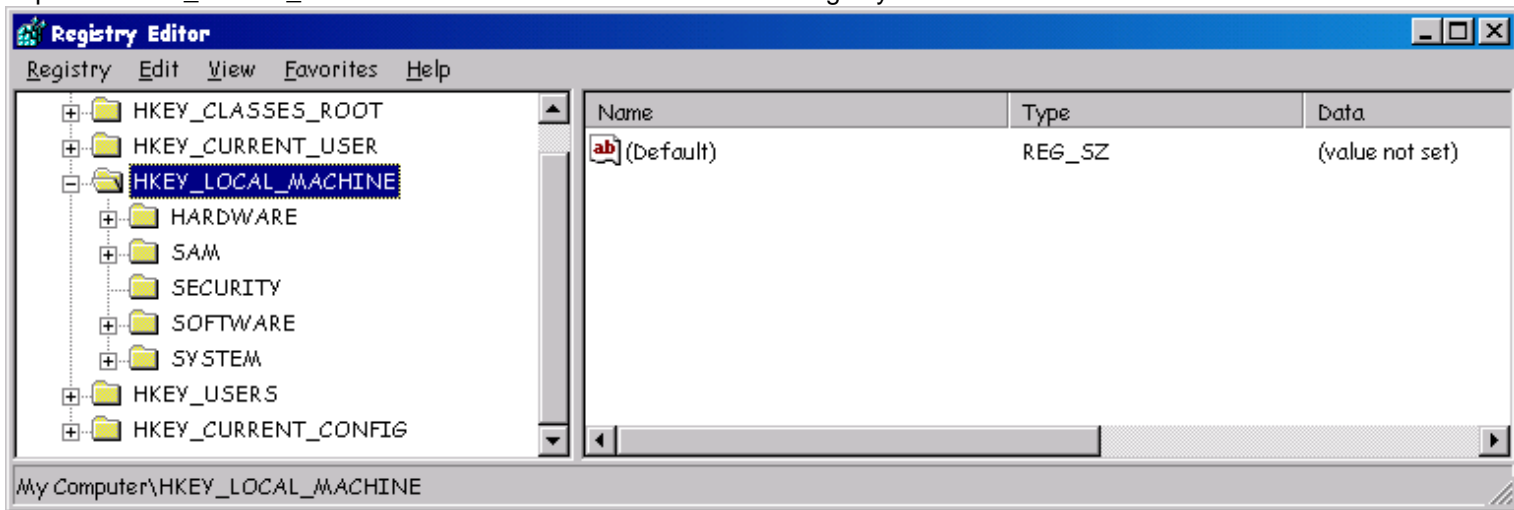 Registry Editor
Registry Edit View Favorites Help
HKEY_CLASSES_ROOT
HKEY_CURRENT_USER
HKEY_LOCAL_MACHINE
HARDWARE
SAM
SECURITY
SOFTWARE
SYSTEM
HKEY_USERS
HKEY_CURRENT_CONFIG
Name Type Data
ab (Default) REG_SZ (value not set)
My Computer\HKEY_LOCAL_MACHINE